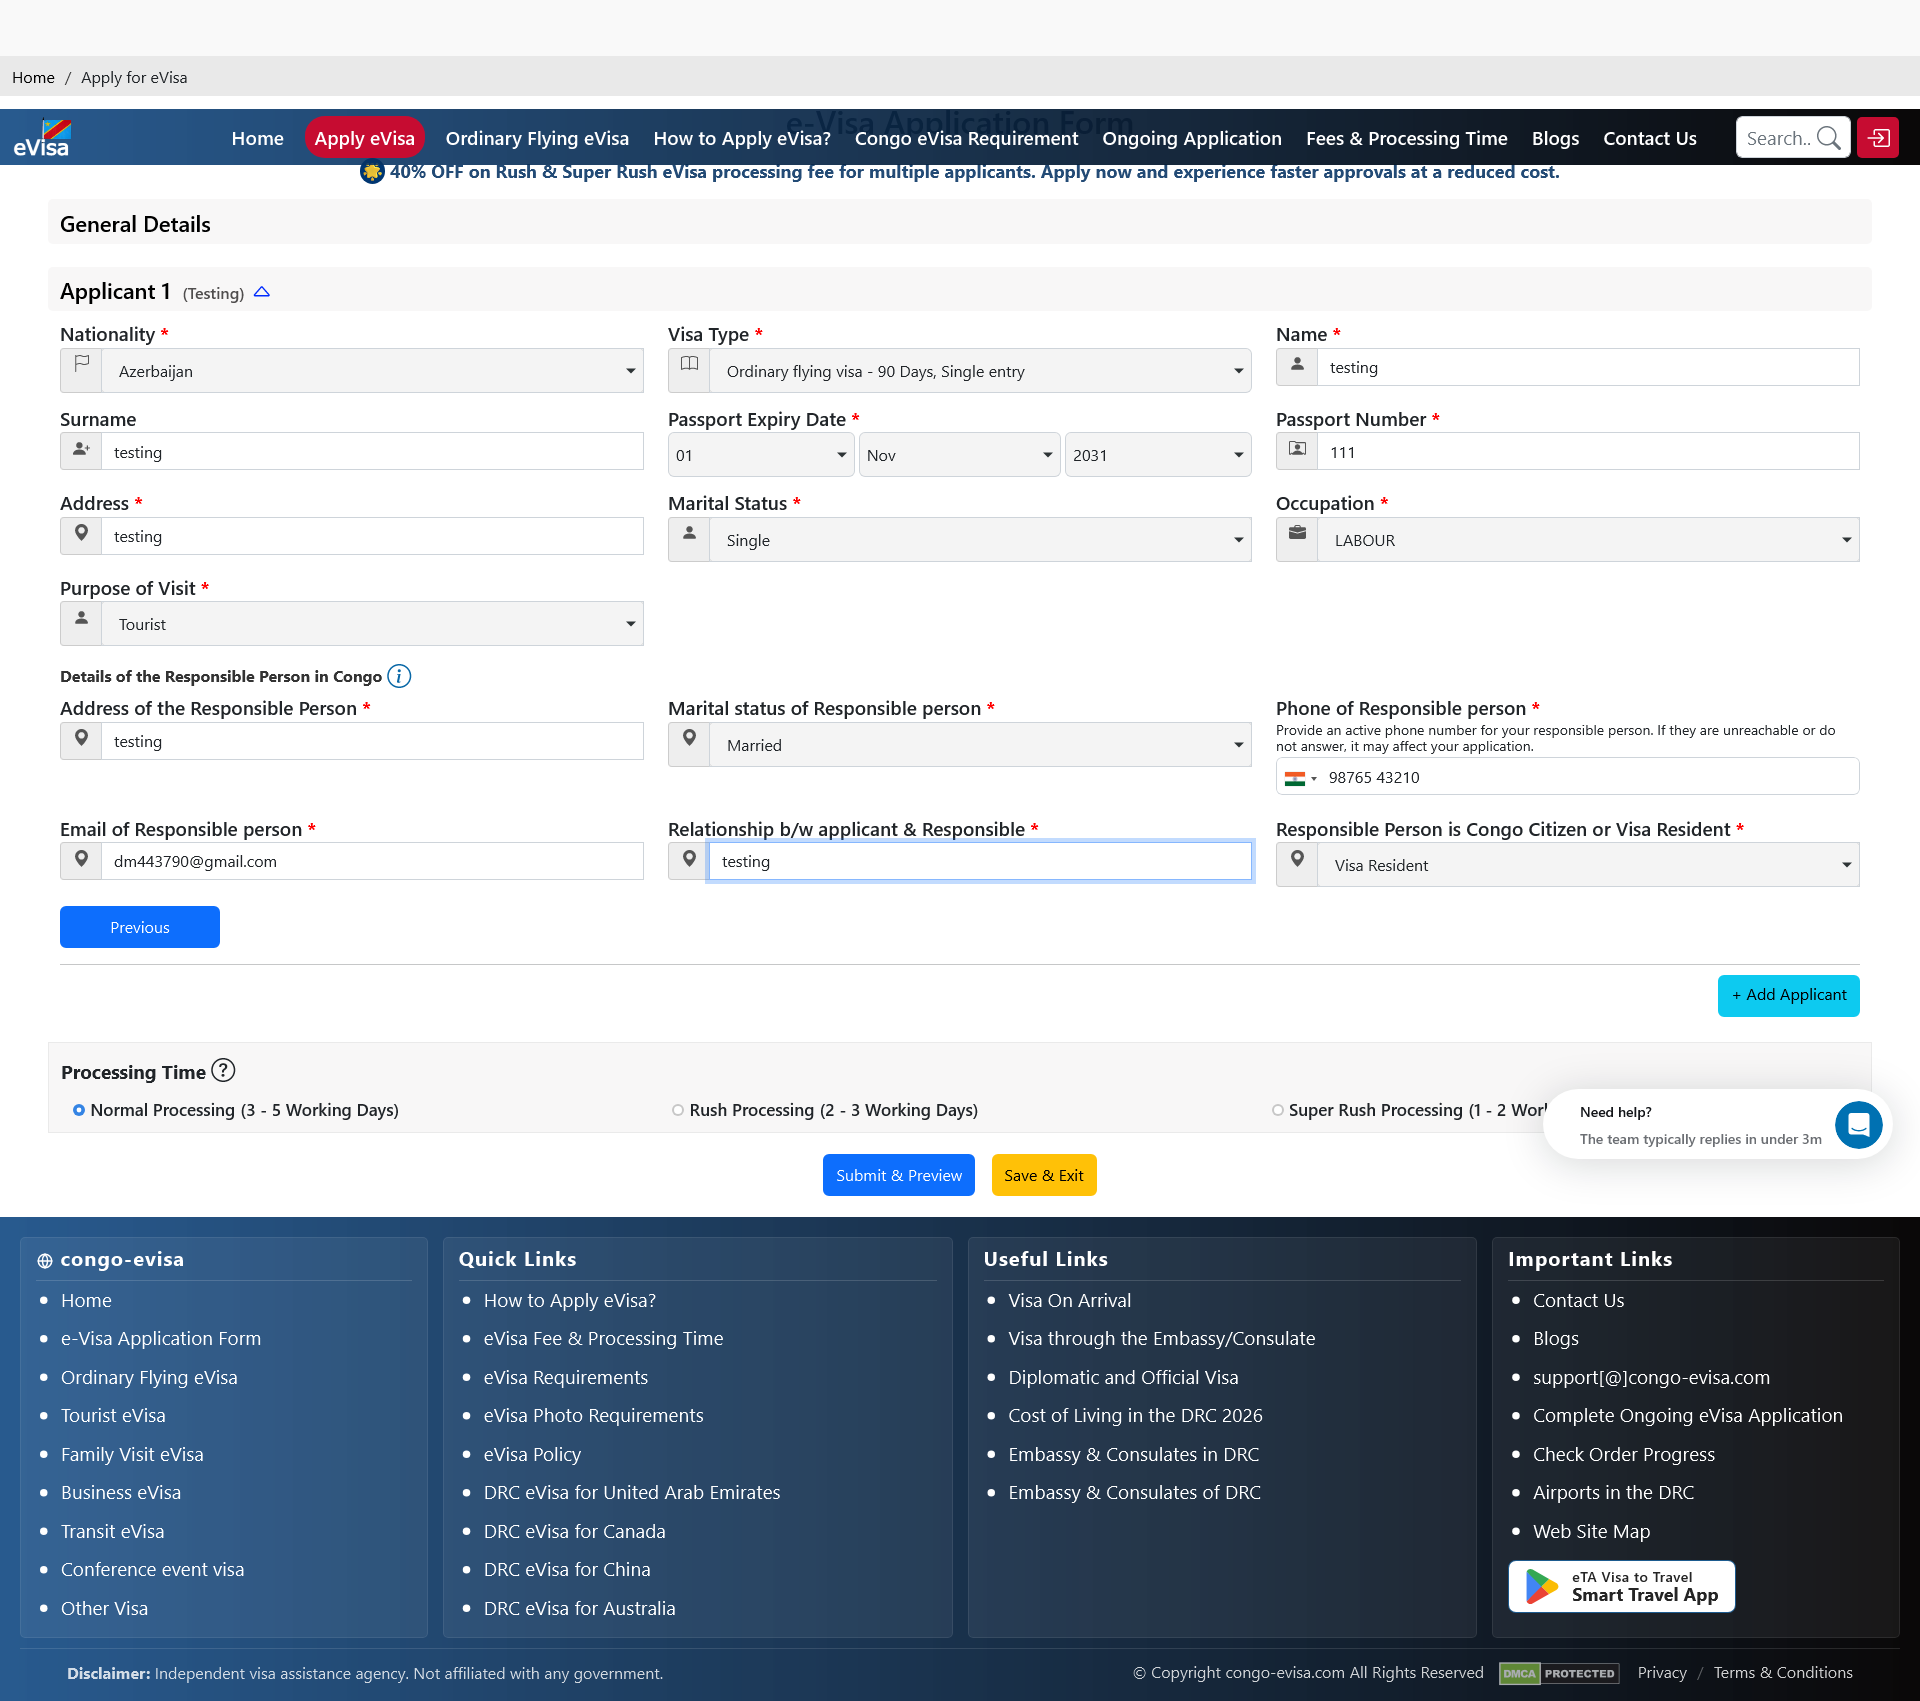 Home / Apply for eVisa
e-Visa Application Form
eVisa
Home
Apply eVisa
Ordinary Flying eVisa
How to Apply eVisa?
Congo eVisa Requirement
Ongoing Application
Fees & Processing Time
Blogs
Contact Us
Search..
40% OFF on Rush & Super Rush eVisa processing fee for multiple applicants. Apply now and experience faster approvals at a reduced cost.
General Details
Applicant 1 (Testing)
Nationality *
Azerbaijan
Visa Type *
Ordinary flying visa - 90 Days, Single entry
Name *
testing
Surname
testing
Passport Expiry Date *
01
Nov
2031
Passport Number *
111
Address *
testing
Marital Status *
Single
Occupation *
LABOUR
Purpose of Visit *
Tourist
Details of the Responsible Person in Congo
Address of the Responsible Person *
testing
Marital status of Responsible person *
Married
Phone of Responsible person *
Provide an active phone number for your responsible person. If they are unreachable or do
not answer, it may affect your application.
98765 43210
Email of Responsible person *
dm443790@gmail.com
Relationship b/w applicant & Responsible *
testing
Responsible Person is Congo Citizen or Visa Resident *
Visa Resident
Previous
+ Add Applicant
Processing Time
Normal Processing (3 - 5 Working Days)
Rush Processing (2 - 3 Working Days)
Super Rush Processing (1 - 2
Need help?
The team typically replies in under 3m
Submit & Preview
Save & Exit
congo-evisa
Home
e-Visa Application Form
Ordinary Flying eVisa
Tourist eVisa
Family Visit eVisa
Business eVisa
Transit eVisa
Conference event visa
Other Visa
Quick Links
How to Apply eVisa?
eVisa Fee & Processing Time
eVisa Requirements
eVisa Photo Requirements
eVisa Policy
DRC eVisa for United Arab Emirates
DRC eVisa for Canada
DRC eVisa for China
DRC eVisa for Australia
Useful Links
Visa On Arrival
Visa through the Embassy/Consulate
Diplomatic and Official Visa
Cost of Living in the DRC 2026
Embassy & Consulates in DRC
Embassy & Consulates of DRC
Important Links
Contact Us
Blogs
support[@]congo-evisa.com
Complete Ongoing eVisa Application
Check Order Progress
Airports in the DRC
Web Site Map
eTA Visa to Travel
Smart Travel App
Disclaimer: Independent visa assistance agency. Not affiliated with any government.
© Copyright congo-evisa.com All Rights Reserved
DMCA PROTECTED
Privacy / Terms & Conditions